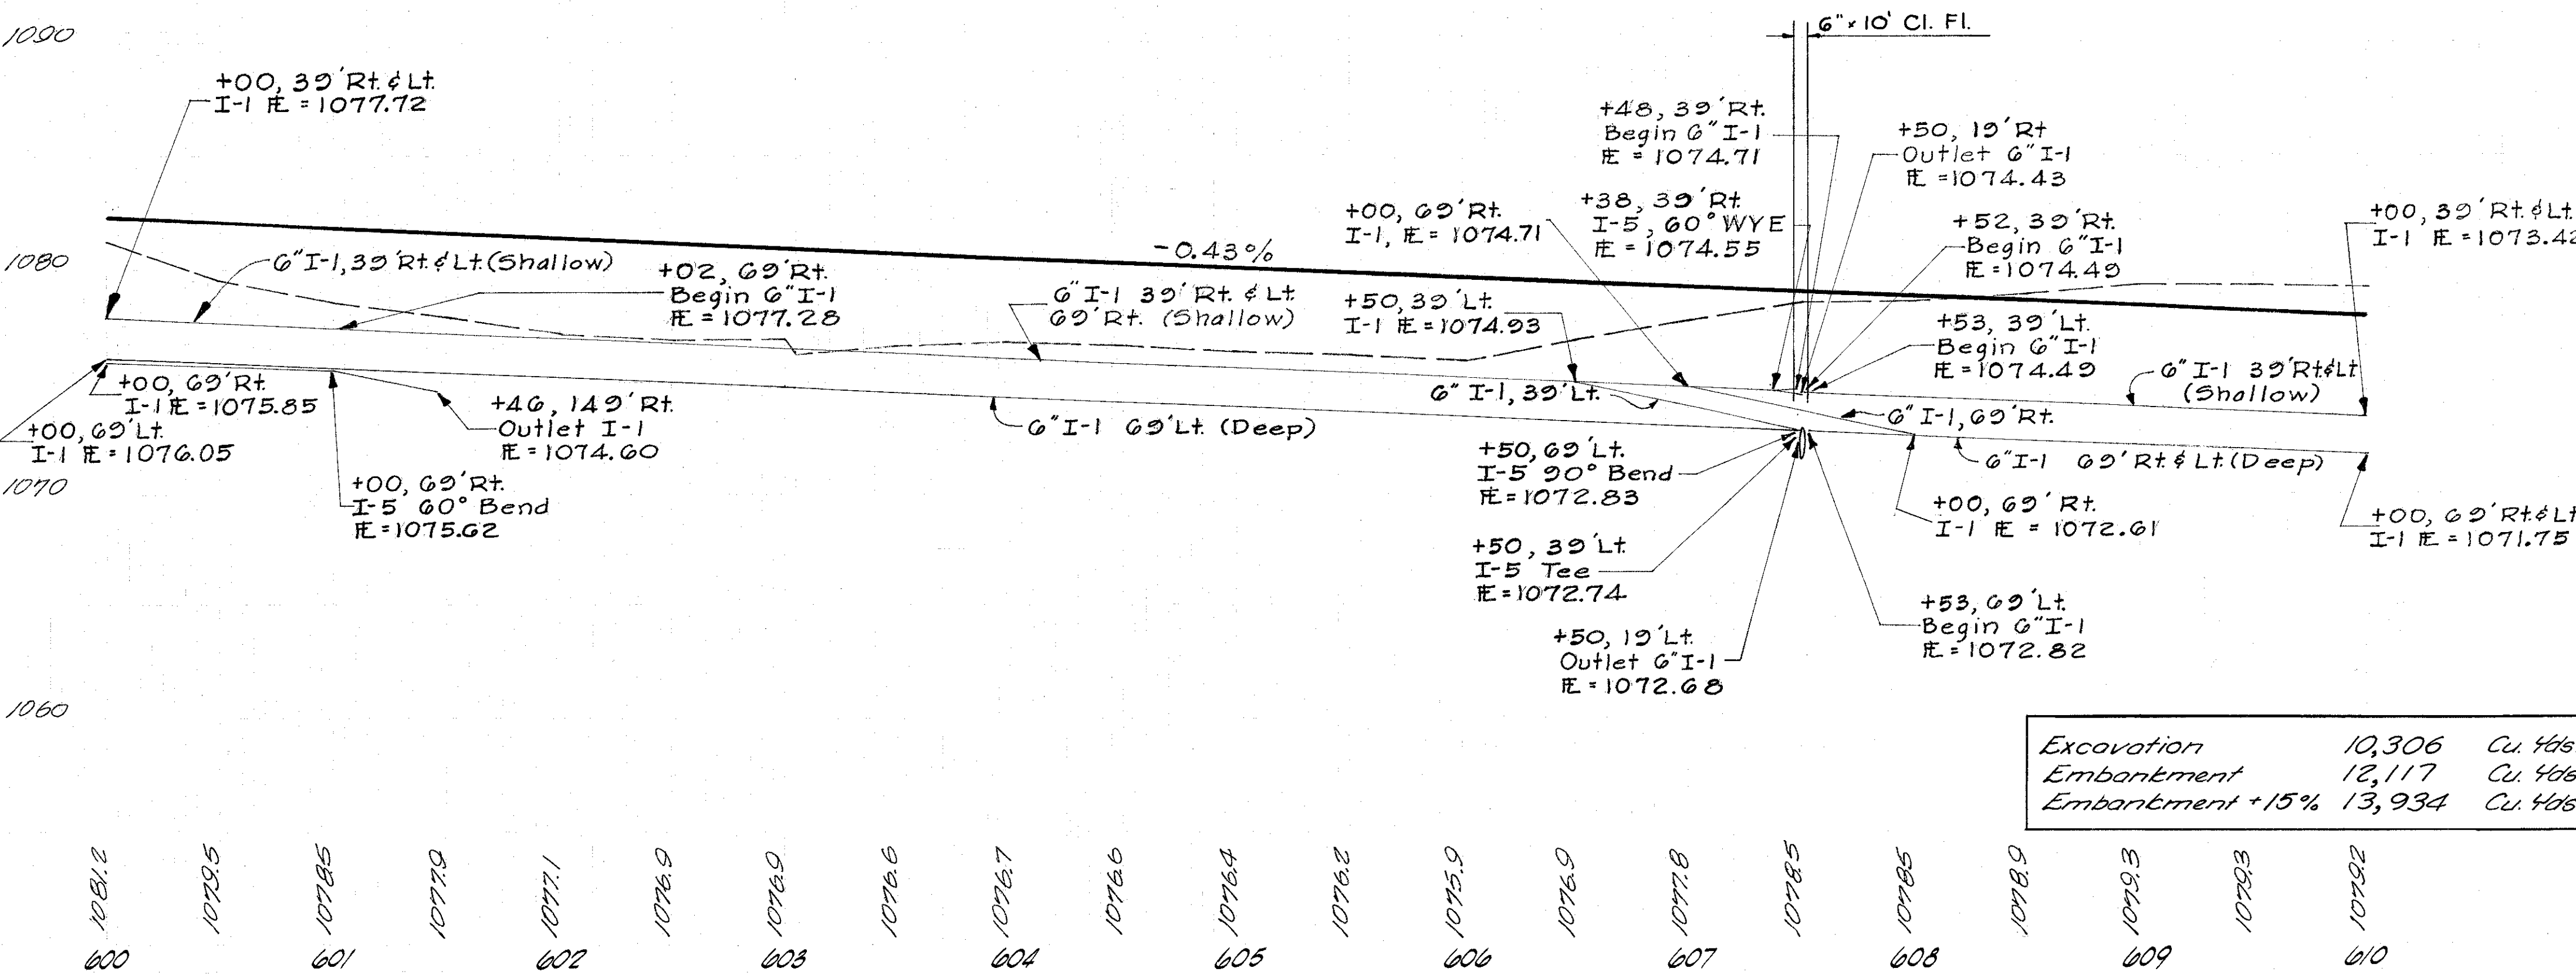 1090
6" x 10' CI. Fl.
+00, 39' Rt. & Lt.
I-1 FE = 1077.72
+48, 39' Rt.
Begin 6" I-1
FE = 1074.71
+50, 19' Rt
Outlet 6" I-1
FE = 1074.43
+38, 39' Rt.
I-5, 60° WYE
FE = 1074.55
+00, 69' Rt.
I-1, FE = 1074.71
+52, 39' Rt.
Begin 6" I-1
FE = 1074.49
+00, 39' Rt. & Lt.
I-1 FE = 1073.42
1080
6" I-1, 39' Rt. & Lt. (Shallow)
-0.43%
+02, 69' Rt.
Begin 6" I-1
FE = 1077.28
6" I-1 39' Rt. & Lt.
69' Rt. (Shallow)
+50, 39' Lt.
I-1 FE = 1074.93
+53, 39' Lt.
Begin 6" I-1
FE = 1074.49
6" I-1 39' Rt & Lt
(Shallow)
+00, 69' Rt.
I-1 FE = 1075.85
+00, 69' Lt.
I-1 FE = 1076.05
+46, 149' Rt.
Outlet I-1
FE = 1074.60
6" I-1 69' Lt. (Deep)
6" I-1, 39' Lt.
6" I-1, 69' Rt.
6" I-1 69' Rt. & Lt. (Deep)
1070
+00, 69' Rt.
I-5 60° Bend
FE = 1075.62
+50, 69' Lt.
I-5 90° Bend
FE = 1072.83
+00, 69' Rt.
I-1 FE = 1072.61
+00, 69' Rt. & Lt
I-1 FE = 1071.75
+50, 39' Lt.
I-5 Tee
FE = 1072.74
+53, 69' Lt.
Begin 6" I-1
FE = 1072.82
+50, 19' Lt.
Outlet 6" I-1
FE = 1072.68
1060
Excavation 10,306 Cu. Yds
Embankment 12,117 Cu. Yds
Embankment +15% 13,934 Cu. Yds
1081.2 1079.5 1078.5 1077.9 1077.1 1076.9 1076.9 1076.6 1076.7 1076.6 1076.4 1076.2 1075.9 1076.9 1077.8 1078.5 1078.5 1078.9 1079.3 1079.3 1079.2
600 601 602 603 604 605 606 607 608 609 610